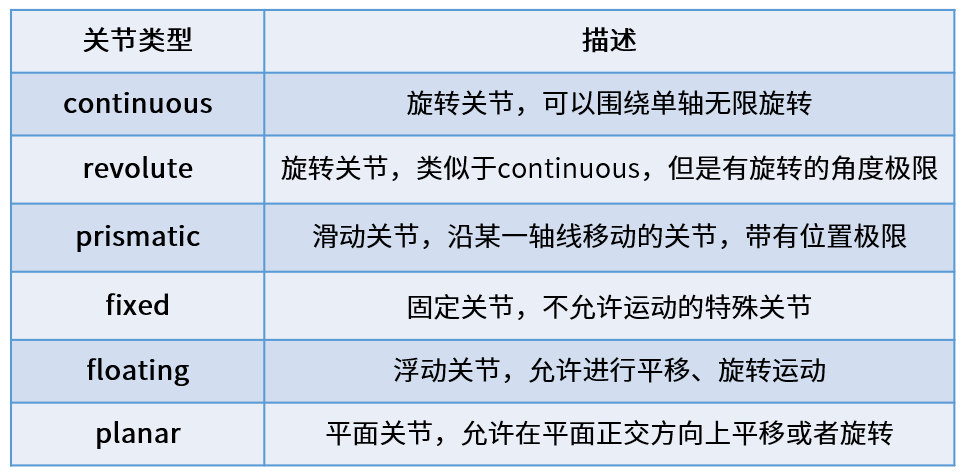 关节类型 描述
continuous 旋转关节，可以围绕单轴无限旋转
revolute 旋转关节，类似于continuous，但是有旋转的角度极限
prismatic 滑动关节，沿某一轴线移动的关节，带有位置极限
fixed 固定关节，不允许运动的特殊关节
floating 浮动关节，允许进行平移、旋转运动
planar 平面关节，允许在平面正交方向上平移或者旋转